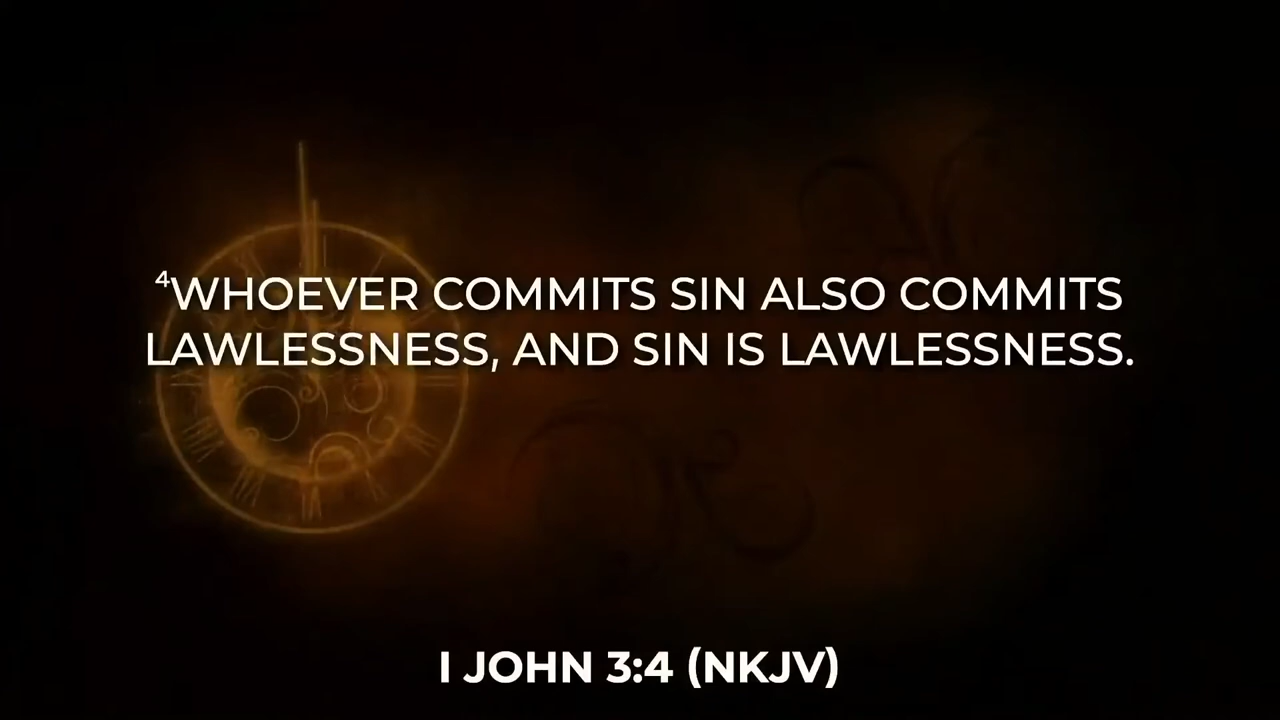 ⁴WHOEVER COMMITS SIN ALSO COMMITS
LAWLESSNESS, AND SIN IS LAWLESSNESS.
I JOHN 3:4 (NKJV)